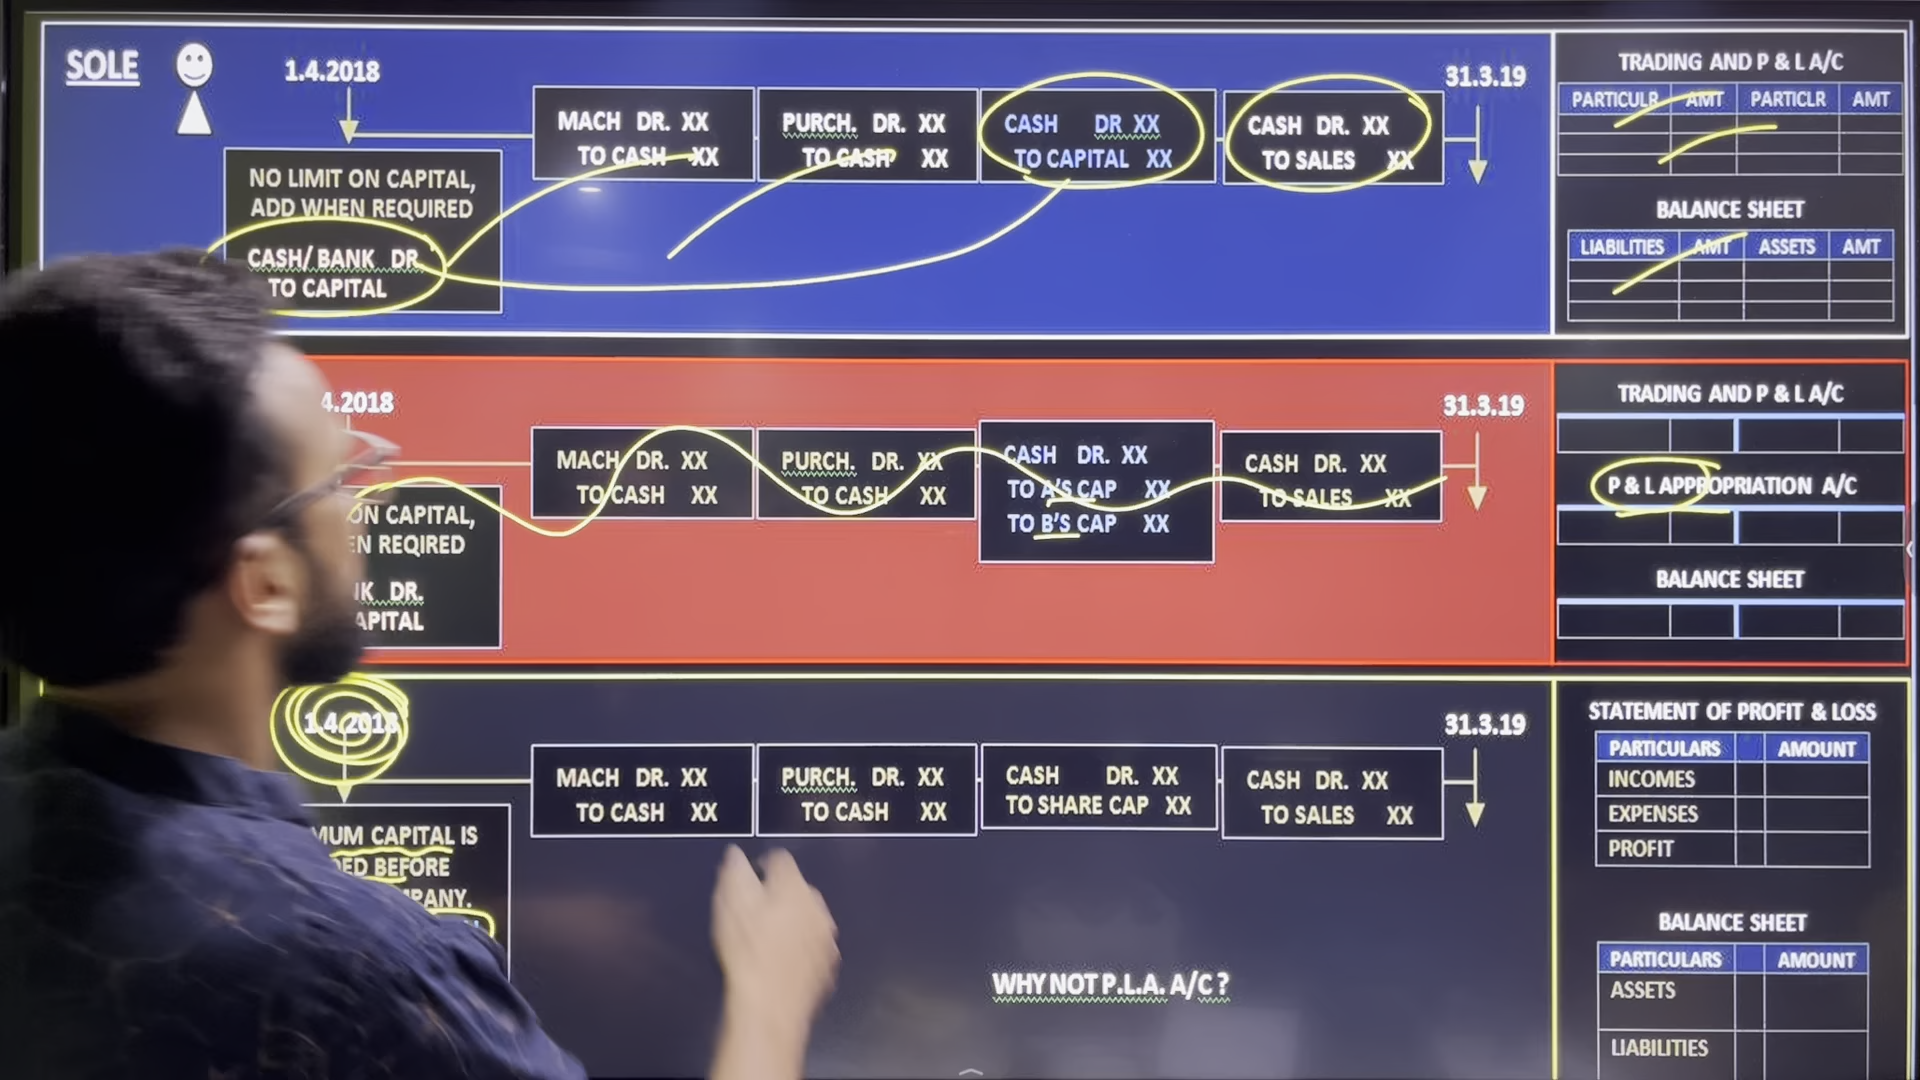 SOLE
1.4.2018
31.3.19
MACH DR. XX
TO CASH XX
PURCH. DR. XX
TO CASH XX
CASH DR XX
TO CAPITAL XX
CASH DR. XX
TO SALES XX
NO LIMIT ON CAPITAL,
ADD WHEN REQUIRED
CASH/ BANK DR
TO CAPITAL
TRADING AND P & L A/C
PARTICULR AMT PARTICLR AMT
BALANCE SHEET
LIABILITIES AMT ASSETS AMT
4.2018
31.3.19
MACH DR. XX
TO CASH XX
PURCH. DR. XX
TO CASH XX
CASH DR. XX
TO A'S CAP XX
TO B'S CAP XX
CASH DR. XX
TO SALES XX
ON CAPITAL,
EN REQIRED
NK DR.
APITAL
TRADING AND P & L A/C
P & L APPROPRIATION A/C
BALANCE SHEET
1.4.2018
31.3.19
MACH DR. XX
TO CASH XX
PURCH. DR. XX
TO CASH XX
CASH DR. XX
TO SHARE CAP XX
CASH DR. XX
TO SALES XX
MUM CAPITAL IS
DED BEFORE
MPANY.
WHY NOT P.L.A. A/C ?
STATEMENT OF PROFIT & LOSS
PARTICULARS AMOUNT
INCOMES
EXPENSES
PROFIT
BALANCE SHEET
PARTICULARS AMOUNT
ASSETS
LIABILITIES